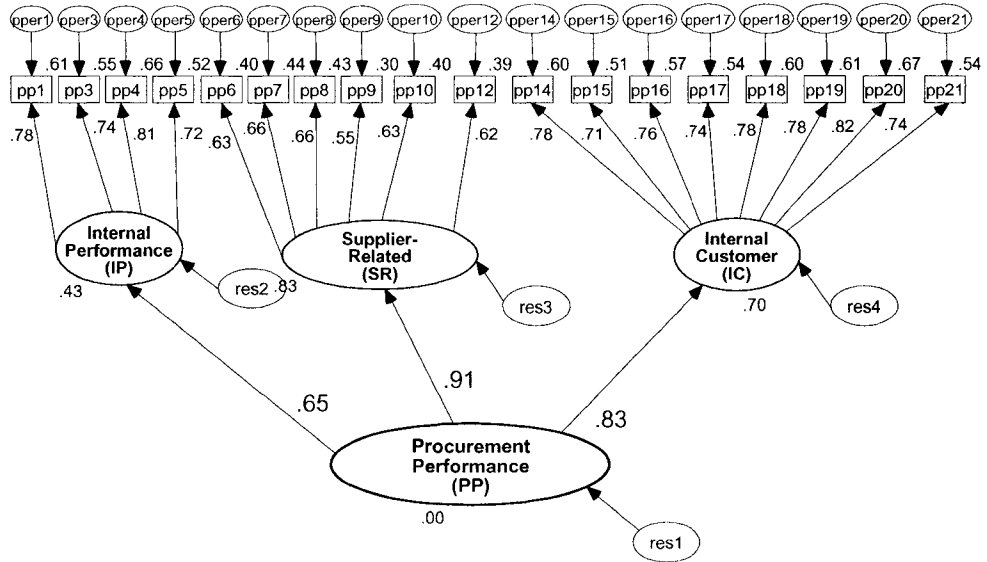 pper1 pper3 pper4 pper5 pper6 pper7 pper8 pper9 pper10 pper12 pper14 pper15 pper16 pper17 pper18 pper19 pper20 pper21
.61 .55 .66 .52 .40 .44 .43 .30 .40 .39 .60 .51 .57 .54 .60 .61 .67 .54
pp1 pp3 pp4 pp5 pp6 pp7 pp8 pp9 pp10 pp12 pp14 pp15 pp16 pp17 pp18 pp19 pp20 pp21
.78 .74 .81 .72 .63 .66 .66 .55 .63 .62 .78 .71 .76 .74 .78 .78 .82 .74
Internal
Performance
(IP)
.43
res2
.83
Supplier-
Related
(SR)
res3
Internal
Customer
(IC)
.70
res4
.65
.91
.83
Procurement
Performance
(PP)
.00
res1